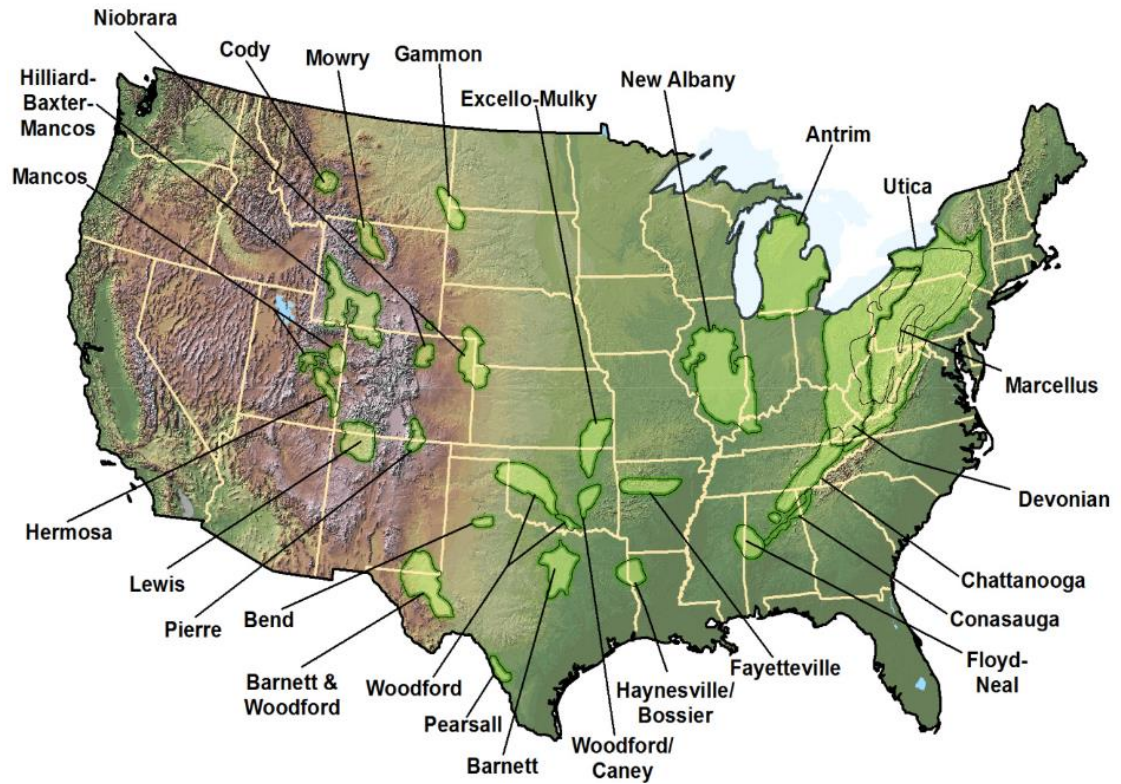 Niobrara
Cody
Mowry
Gammon
Hilliard-
Baxter-
Mancos
New Albany
Excello-Mulky
Antrim
Mancos
Utica
Marcellus
Devonian
Hermosa
Lewis
Chattanooga
Pierre
Bend
Conasauga
Floyd-
Neal
Fayetteville
Barnett &
Woodford
Woodford
Haynesville/
Bossier
Pearsall
Woodford/
Caney
Barnett